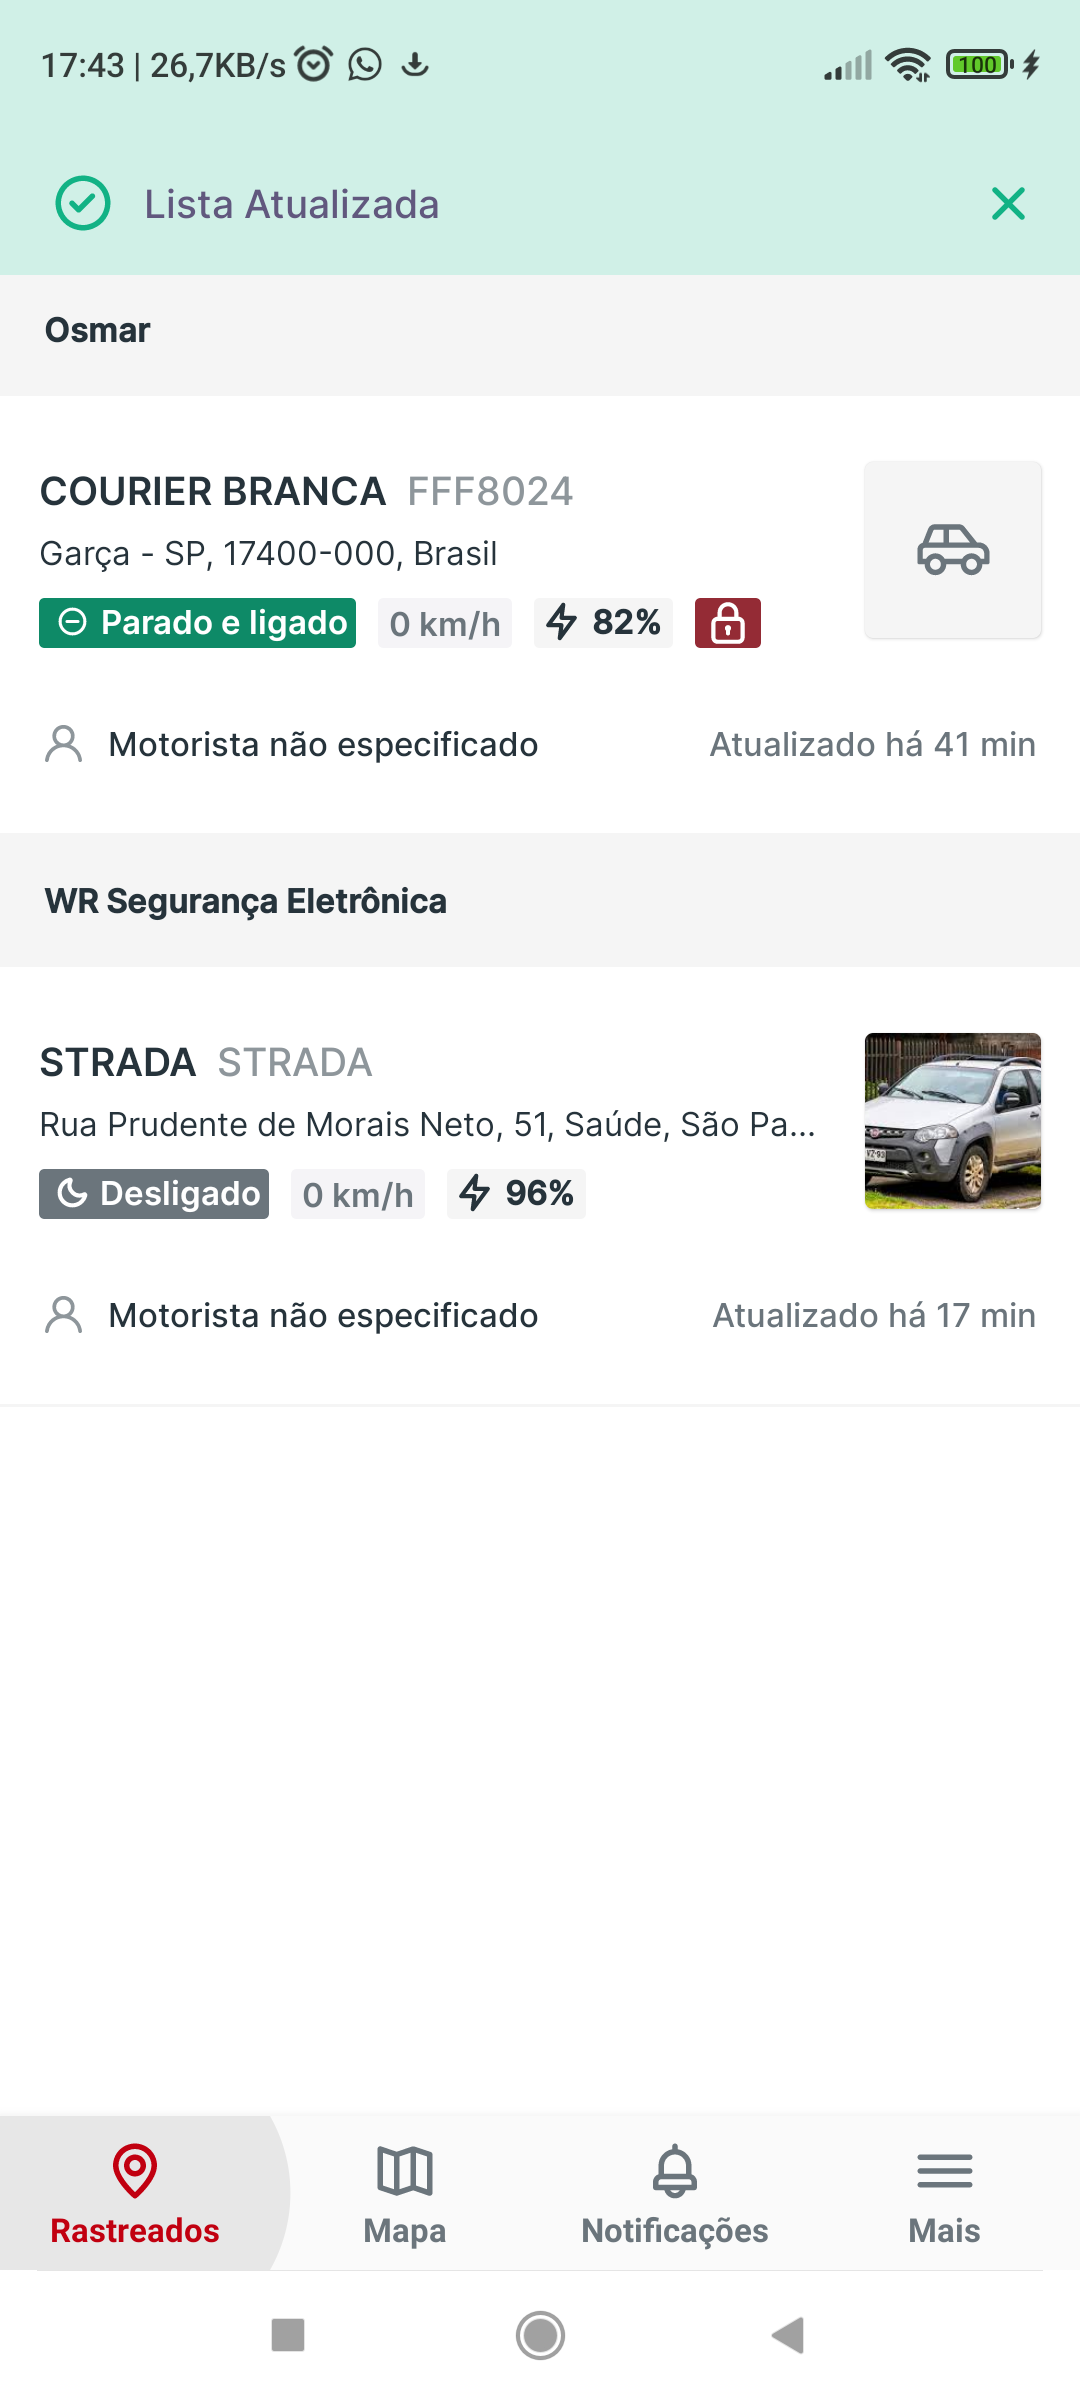 17:43 | 26,7KB/s
100
Lista Atualizada
Osmar
COURIER BRANCA FFF8024
Garça - SP, 17400-000, Brasil
Parado e ligado 0 km/h 82%
Motorista não especificado Atualizado há 41 min
WR Segurança Eletrônica
STRADA STRADA
Rua Prudente de Morais Neto, 51, Saúde, São Pa...
Desligado 0 km/h 96%
Motorista não especificado Atualizado há 17 min
Rastreados Mapa Notificações Mais